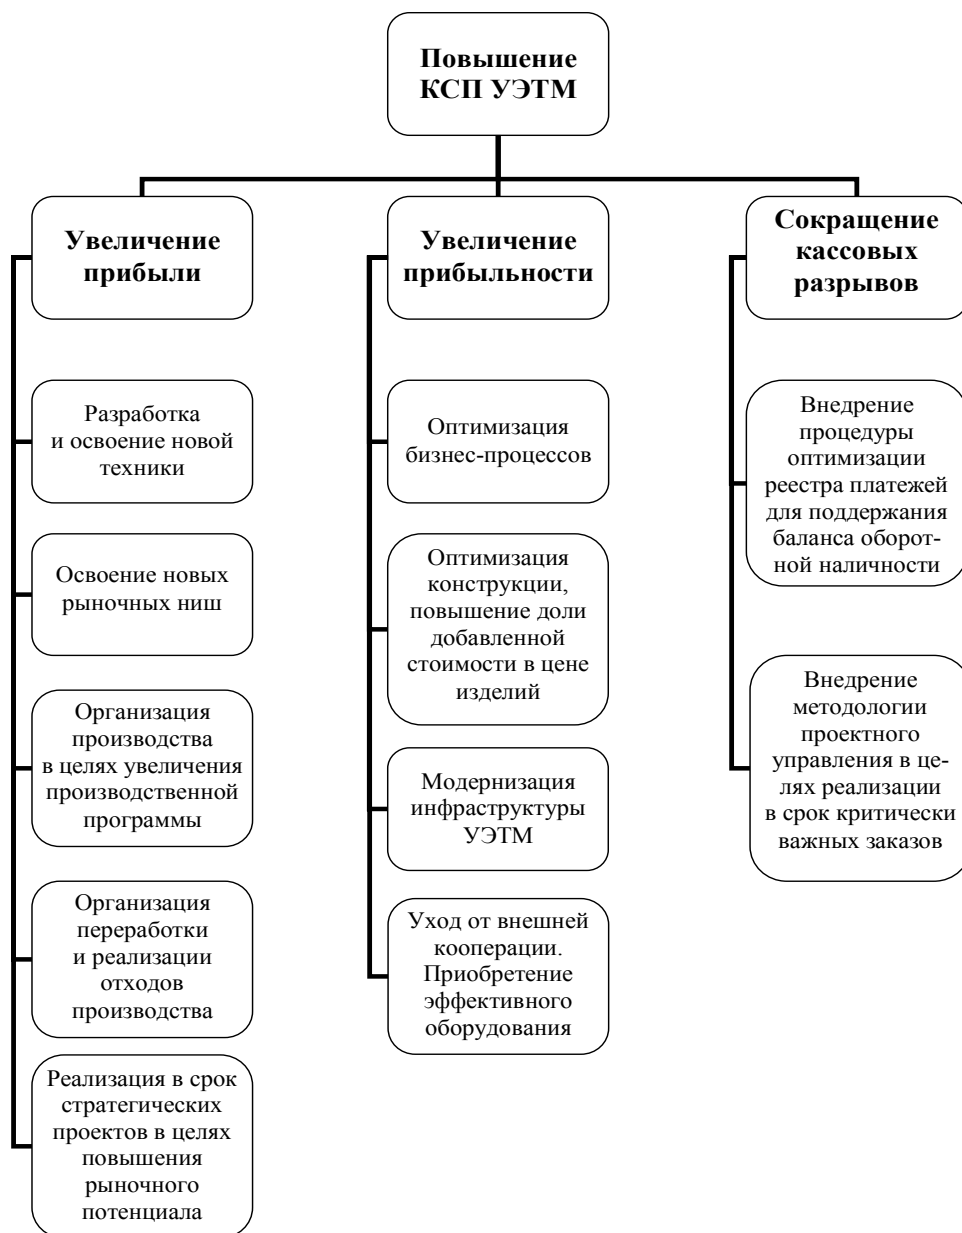 Повышение
КСП УЭТМ
Увеличение
прибыли
Разработка
и освоение новой
техники
Освоение новых
рыночных ниш
Организация
производства
в целях увеличения
производственной
программы
Организация
переработки
и реализации
отходов
производства
Реализация в срок
стратегических
проектов в целях
повышения
рыночного
потенциала
Увеличение
прибыльности
Оптимизация
бизнес-процессов
Оптимизация
конструкции,
повышение доли
добавленной
стоимости в цене
изделий
Модернизация
инфраструктуры
УЭТМ
Уход от внешней
кооперации.
Приобретение
эффективного
оборудования
Сокращение
кассовых
разрывов
Внедрение
процедуры
оптимизации
реестра платежей
для поддержания
баланса оборот-
ной наличности
Внедрение
методологии
проектного
управления в це-
лях реализации
в срок критически
важных заказов